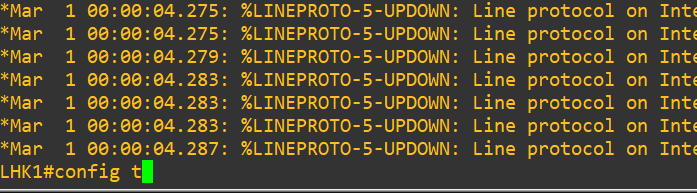 *Mar  1 00:00:04.275: %LINEPROTO-5-UPDOWN: Line protocol on Inte
*Mar  1 00:00:04.275: %LINEPROTO-5-UPDOWN: Line protocol on Inte
*Mar  1 00:00:04.279: %LINEPROTO-5-UPDOWN: Line protocol on Inte
*Mar  1 00:00:04.283: %LINEPROTO-5-UPDOWN: Line protocol on Inte
*Mar  1 00:00:04.283: %LINEPROTO-5-UPDOWN: Line protocol on Inte
*Mar  1 00:00:04.283: %LINEPROTO-5-UPDOWN: Line protocol on Inte
*Mar  1 00:00:04.287: %LINEPROTO-5-UPDOWN: Line protocol on Inte
LHK1#config t